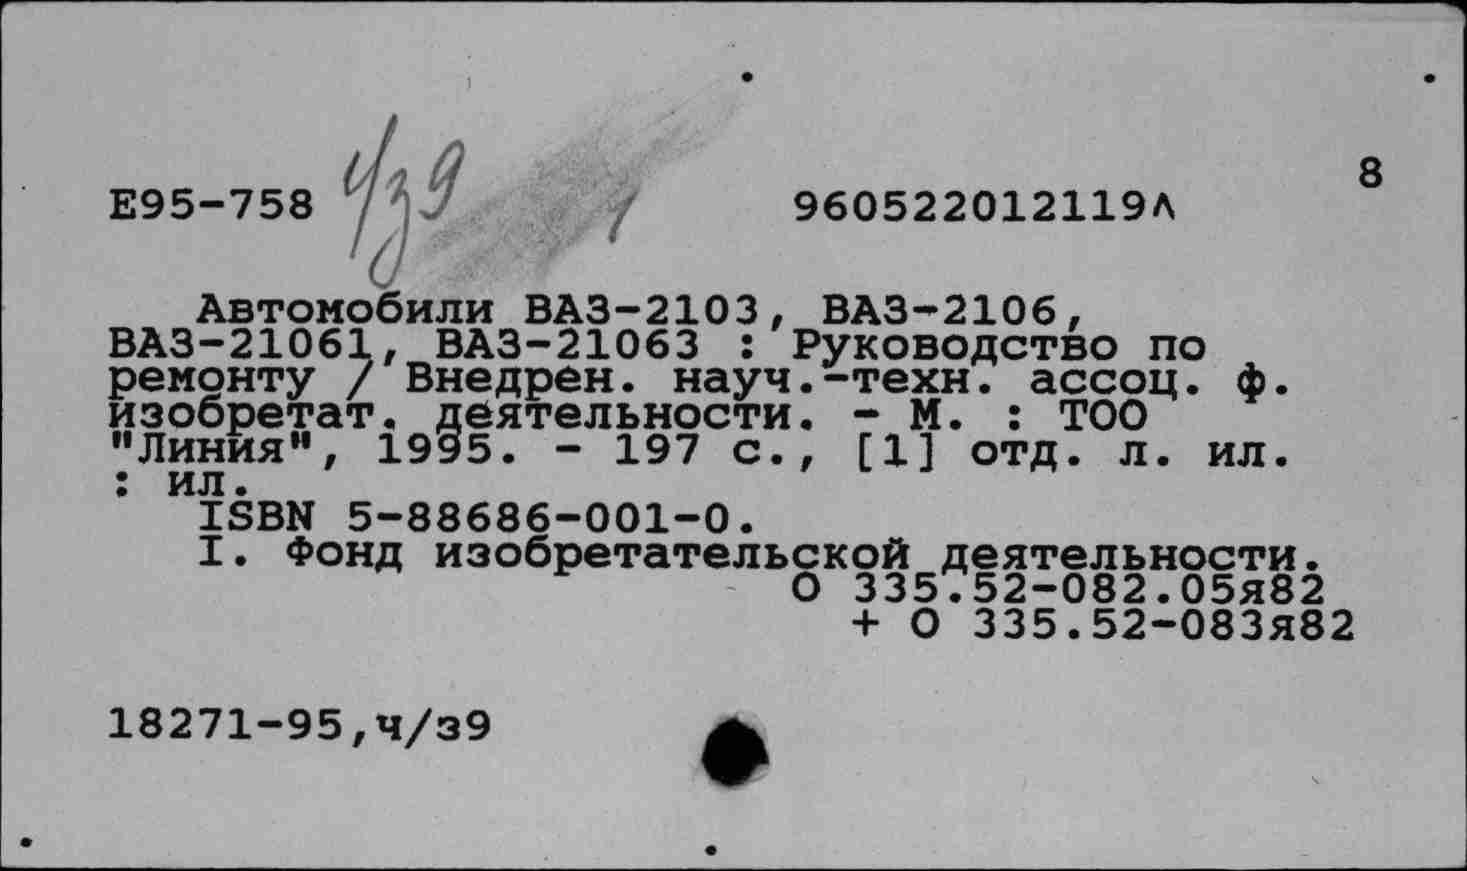 8
E95-758 ч/з9 960522012119л
Автомобили ВАЗ-2103, ВАЗ-2106,
ВАЗ-21061, ВАЗ-21063 : Руководство по
ремонту / Внедрен. науч.-техн. ассоц. ф.
изобретат. деятельности. - М. : ТОО
"Линия", 1995. - 197 с., [1] отд. л. ил.
: ил.
ISBN 5-88686-001-0.
I. Фонд изобретательской деятельности.
О 335.52-082.05я82
+ О 335.52-083я82
18271-95,ч/з9